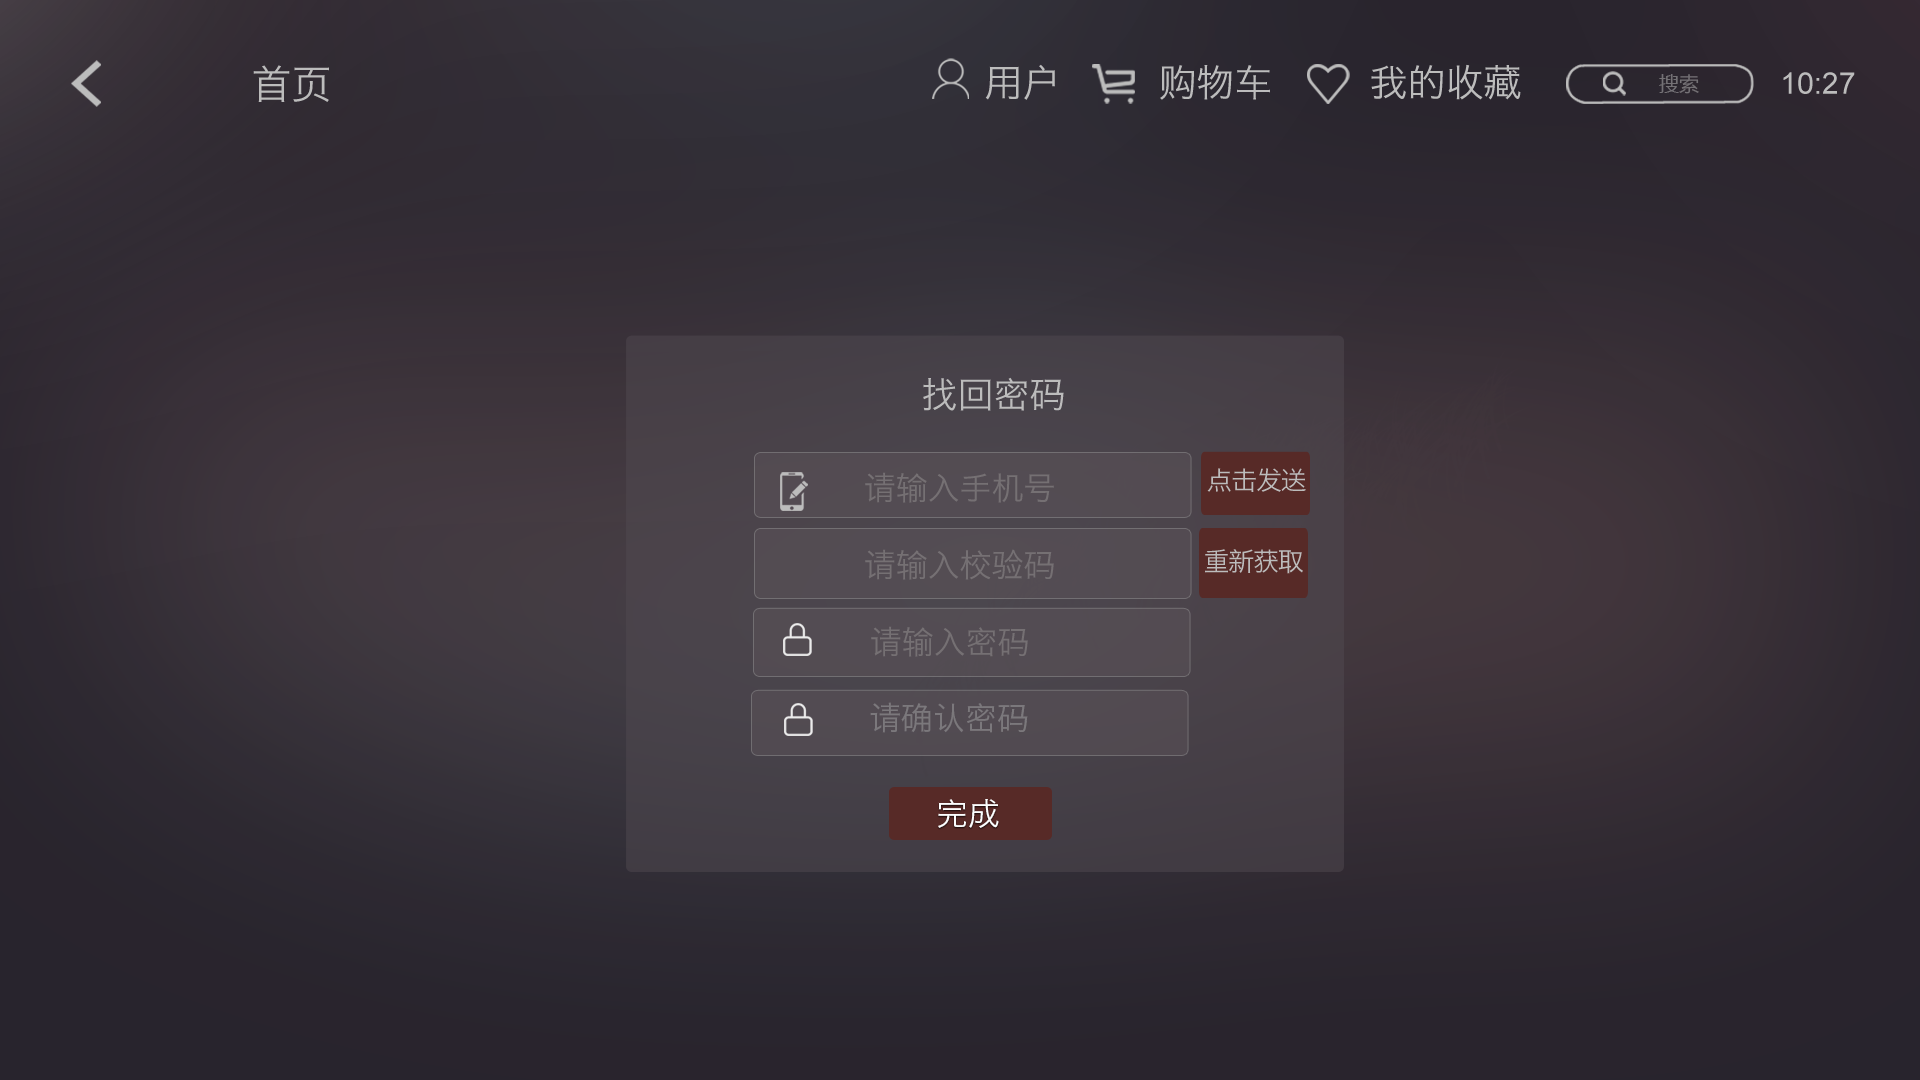 首页
用户
购物车
我的收藏
搜索
10:27
找回密码
请输入手机号
点击发送
请输入校验码
重新获取
请输入密码
请确认密码
完成